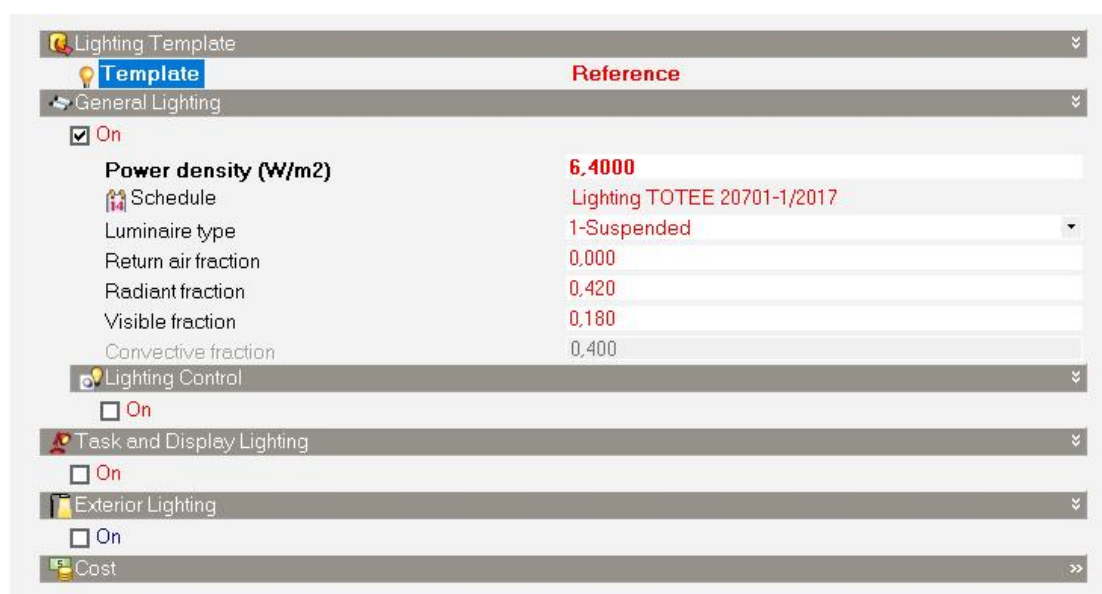 Lighting Template
Template Reference
General Lighting
On
Power density (W/m2) 6,4000
14 Schedule Lighting TOTEE 20701-1/2017
Luminaire type 1-Suspended
Return air fraction 0,000
Radiant fraction 0,420
Visible fraction 0,180
Convective fraction 0,400
Lighting Control
On
Task and Display Lighting
On
Exterior Lighting
On
Cost